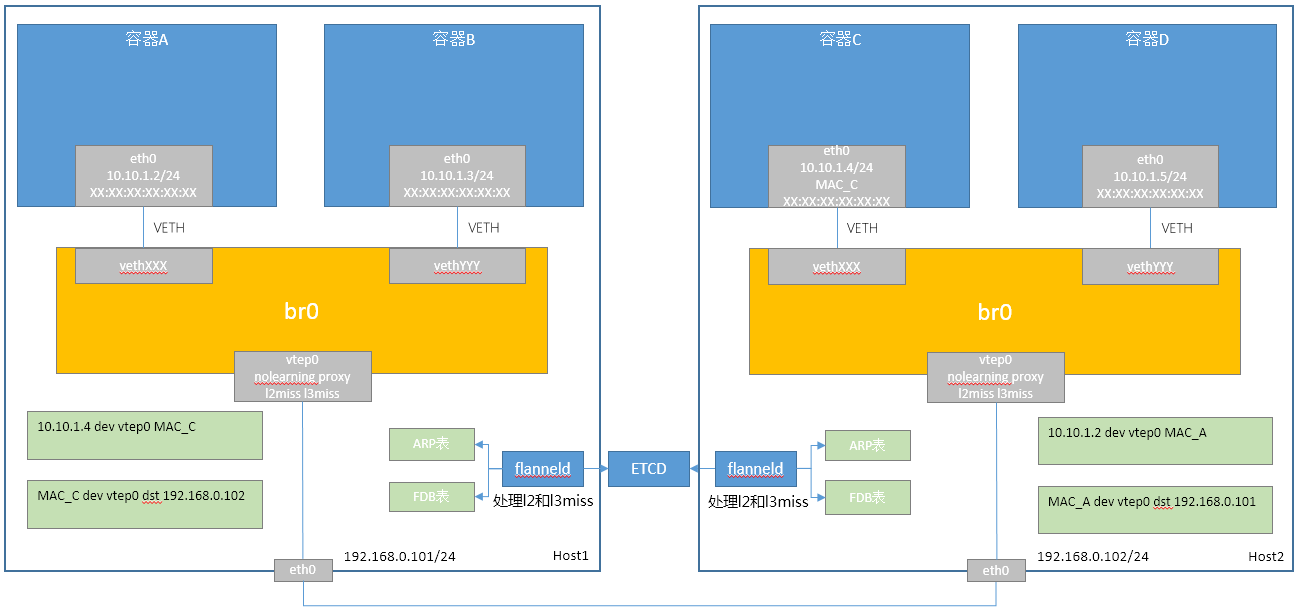 容器A
容器B
eth0
10.10.1.2/24
XX:XX:XX:XX:XX:XX
eth0
10.10.1.3/24
XX:XX:XX:XX:XX:XX
VETH
VETH
vethXXX
vethYYY
br0
vtep0
nolearning proxy
l2miss l3miss
10.10.1.4 dev vtep0 MAC_C
MAC_C dev vtep0 dst 192.168.0.102
ARP表
FDB表
flanneld
处理l2和l3miss
192.168.0.101/24
Host1
eth0
ETCD
容器C
容器D
eth0
10.10.1.4/24
MAC_C
XX:XX:XX:XX:XX:XX
eth0
10.10.1.5/24
XX:XX:XX:XX:XX:XX
VETH
VETH
vethXXX
vethYYY
br0
vtep0
nolearning proxy
l2miss l3miss
flanneld
处理l2和l3miss
ARP表
FDB表
10.10.1.2 dev vtep0 MAC_A
MAC_A dev vtep0 dst 192.168.0.101
192.168.0.102/24
Host2
eth0